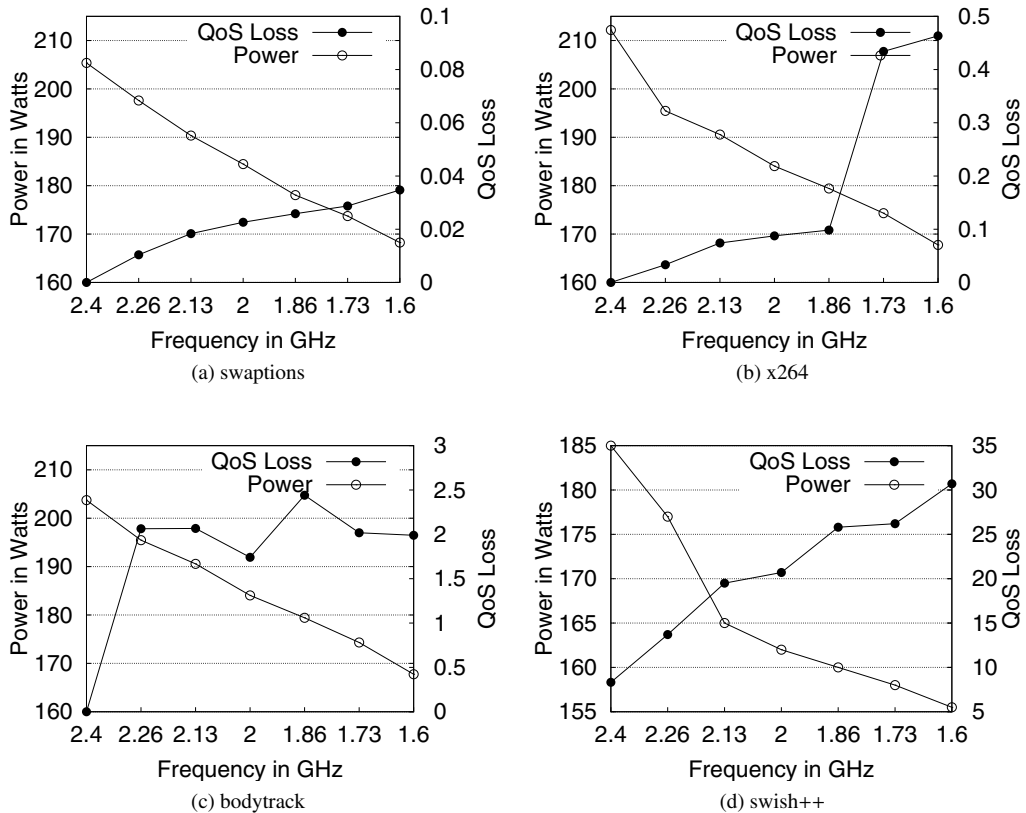 QoS Loss
Power
210
200
190
180
170
160
0.1
0.08
0.06
0.04
0.02
0
Power in Watts
QoS Loss
2.4 2.26 2.13 2 1.86 1.73 1.6
Frequency in GHz
(a) swaptions
QoS Loss
Power
210
200
190
180
170
160
0.5
0.4
0.3
0.2
0.1
0
Power in Watts
QoS Loss
2.4 2.26 2.13 2 1.86 1.73 1.6
Frequency in GHz
(b) x264
QoS Loss
Power
210
200
190
180
170
160
3
2.5
2
1.5
1
0.5
0
Power in Watts
QoS Loss
2.4 2.26 2.13 2 1.86 1.73 1.6
Frequency in GHz
(c) bodytrack
QoS Loss
Power
185
180
175
170
165
160
155
35
30
25
20
15
10
5
Power in Watts
QoS Loss
2.4 2.26 2.13 2 1.86 1.73 1.6
Frequency in GHz
(d) swish++